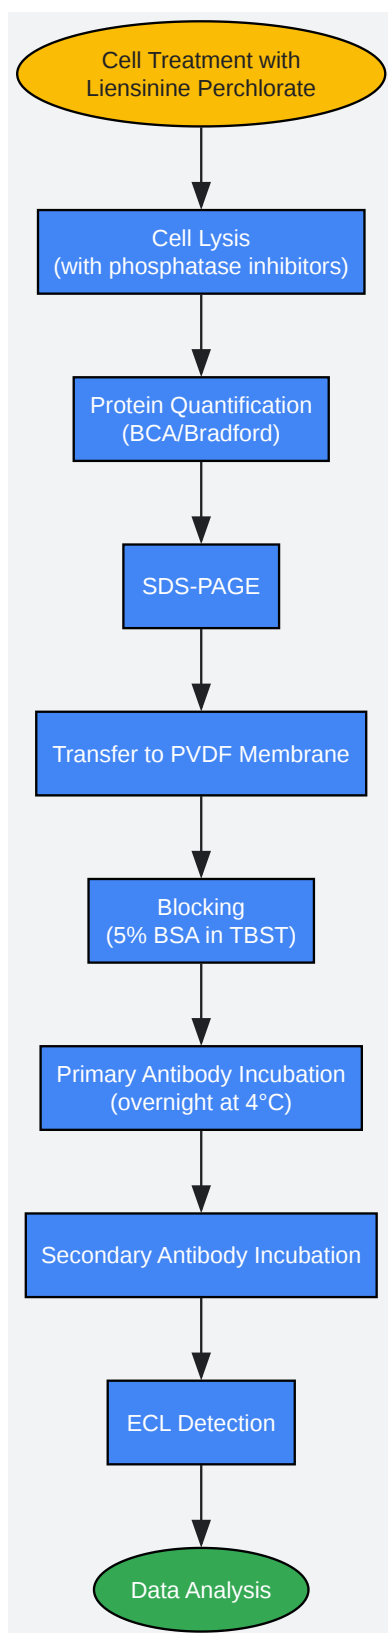 Cell Treatment with
Liensinine Perchlorate
Cell Lysis
(with phosphatase inhibitors)
Protein Quantification
(BCA/Bradford)
SDS-PAGE
Transfer to PVDF Membrane
Blocking
(5% BSA in TBST)
Primary Antibody Incubation
(overnight at 4°C)
Secondary Antibody Incubation
ECL Detection
Data Analysis